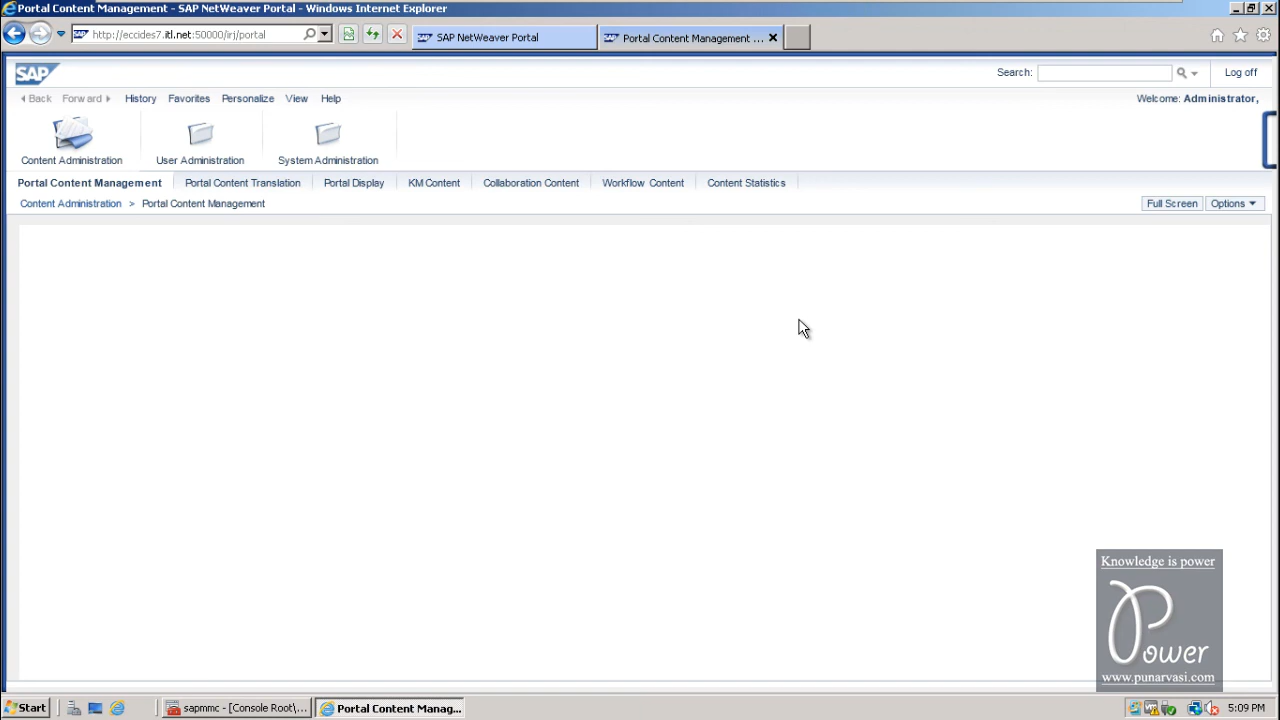 Portal Content Management - SAP NetWeaver Portal - Windows Internet Explorer
http://eccides7.itl.net:50000/irj/portal
SAP NetWeaver Portal
Portal Content Management ...
SAP
Search:
Log off
Back Forward History Favorites Personalize View Help
Welcome: Administrator,
Content Administration User Administration System Administration
Portal Content Management Portal Content Translation Portal Display KM Content Collaboration Content Workflow Content Content Statistics
Content Administration > Portal Content Management
Full Screen Options
Knowledge is power
Power
www.punarvasi.com
Start
sapmmc - [Console Root\...
Portal Content Manag...
5:09 PM